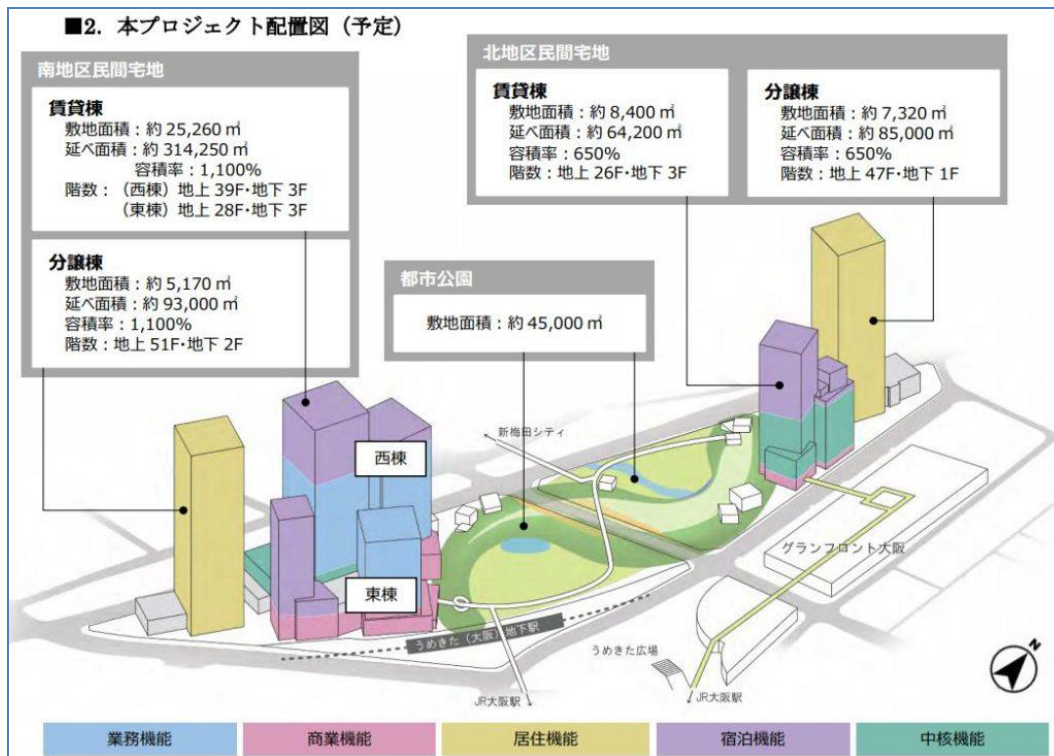 ■2. 本プロジェクト配置図（予定）
南地区民間宅地
賃貸棟
敷地面積：約 25,260 ㎡
延べ面積：約 314,250 ㎡
容積率：1,100%
階数：（西棟）地上 39F･地下 3F
（東棟）地上 28F･地下 3F
分譲棟
敷地面積：約 5,170 ㎡
延べ面積：約 93,000 ㎡
容積率：1,100%
階数：地上 51F･地下 2F
北地区民間宅地
賃貸棟
敷地面積：約 8,400 ㎡
延べ面積：約 64,200 ㎡
容積率：650%
階数：地上 26F･地下 3F
分譲棟
敷地面積：約 7,320 ㎡
延べ面積：約 85,000 ㎡
容積率：650%
階数：地上 47F･地下 1F
都市公園
敷地面積：約 45,000 ㎡
新梅田シティ
西棟
東棟
グランフロント大阪
うめきた（大阪）地下駅
うめきた広場
JR大阪駅
JR大阪駅
N
業務機能
商業機能
居住機能
宿泊機能
中核機能